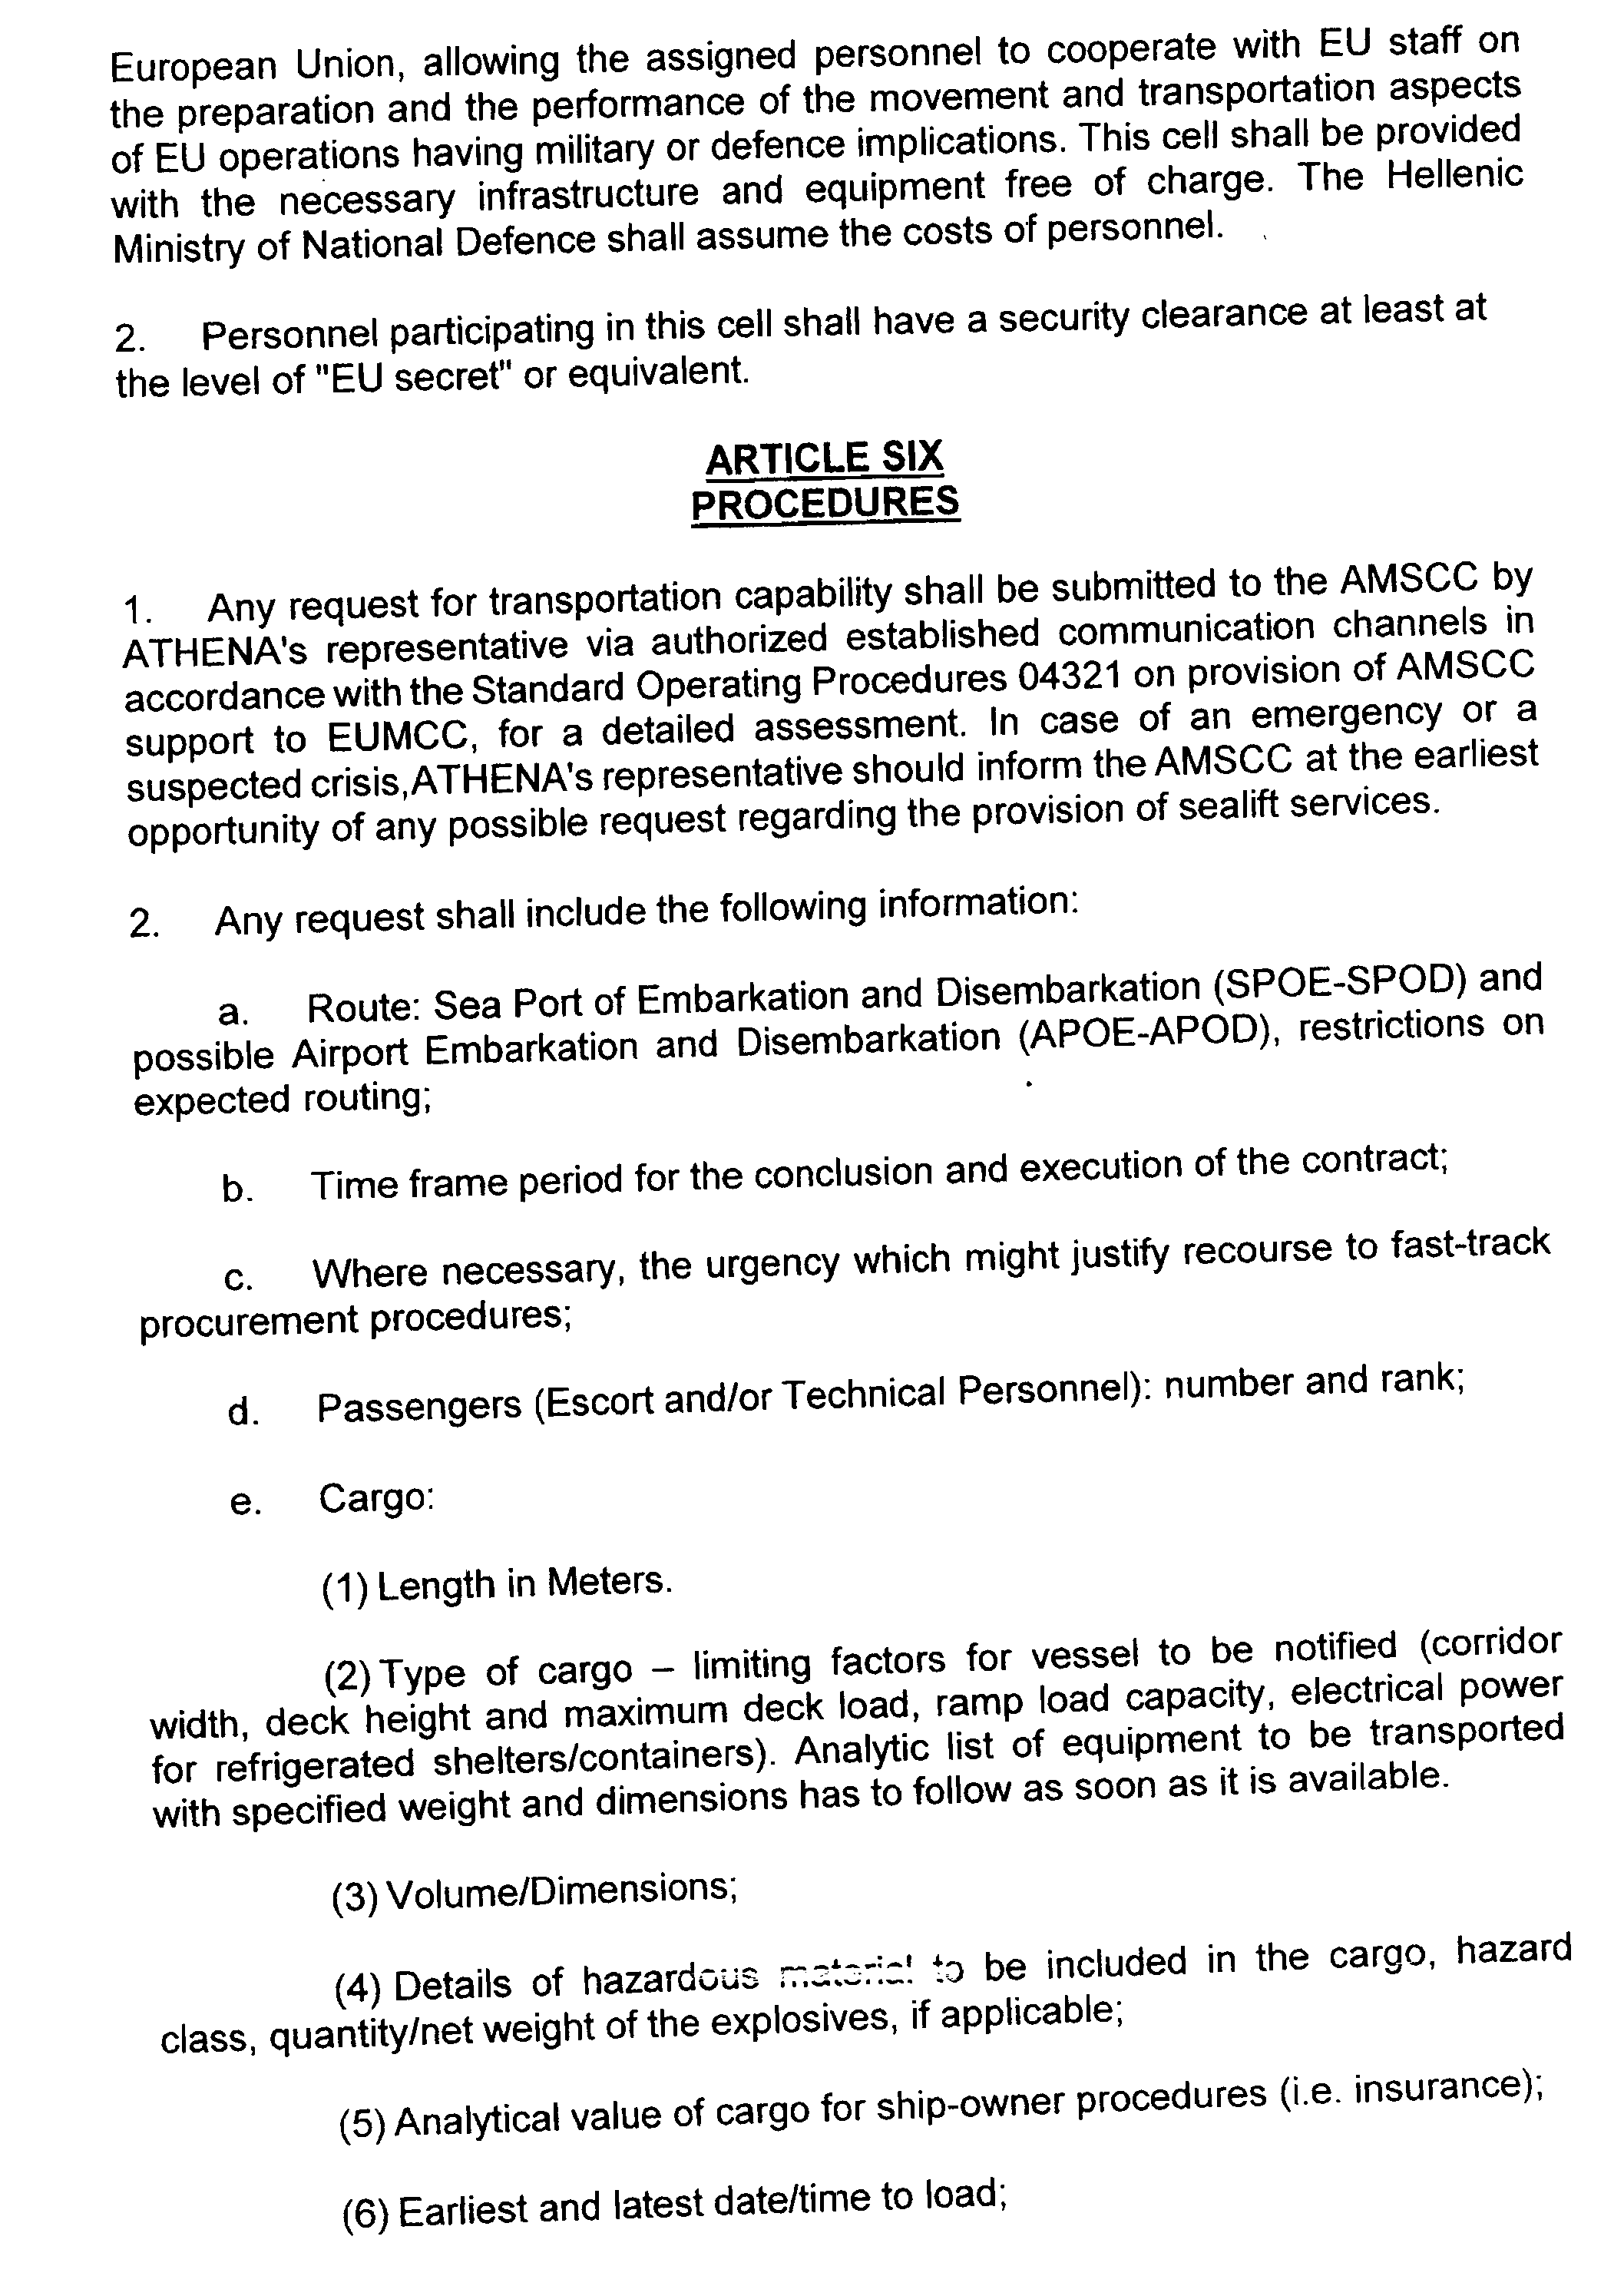 European Union, allowing the assigned personnel to cooperate with EU staff on
the preparation and the performance of the movement and transportation aspects
of EU operations having military or defence implications. This cell shall be provided
with the necessary infrastructure and equipment free of charge. The Hellenic
Ministry of National Defence shall assume the costs of personnel.
2. Personnel participating in this cell shall have a security clearance at least at
the level of "EU secret" or equivalent.
ARTICLE SIX
PROCEDURES
1. Any request for transportation capability shall be submitted to the AMSCC by
ATHENA's representative via authorized established communication channels in
accordance with the Standard Operating Procedures 04321 on provision of AMSCC
support to EUMCC, for a detailed assessment. In case of an emergency or a
suspected crisis,ATHENA's representative should inform the AMSCC at the earliest
opportunity of any possible request regarding the provision of sealift services.
2. Any request shall include the following information:
a. Route: Sea Port of Embarkation and Disembarkation (SPOE-SPOD) and
possible Airport Embarkation and Disembarkation (APOE-APOD), restrictions on
expected routing;
b. Time frame period for the conclusion and execution of the contract;
c. Where necessary, the urgency which might justify recourse to fast-track
procurement procedures;
d. Passengers (Escort and/or Technical Personnel): number and rank;
e. Cargo:
(1) Length in Meters.
(2) Type of cargo – limiting factors for vessel to be notified (corridor
width, deck height and maximum deck load, ramp load capacity, electrical power
for refrigerated shelters/containers). Analytic list of equipment to be transported
with specified weight and dimensions has to follow as soon as it is available.
(3) Volume/Dimensions;
(4) Details of hazardous material to be included in the cargo, hazard
class, quantity/net weight of the explosives, if applicable;
(5) Analytical value of cargo for ship-owner procedures (i.e. insurance);
(6) Earliest and latest date/time to load;